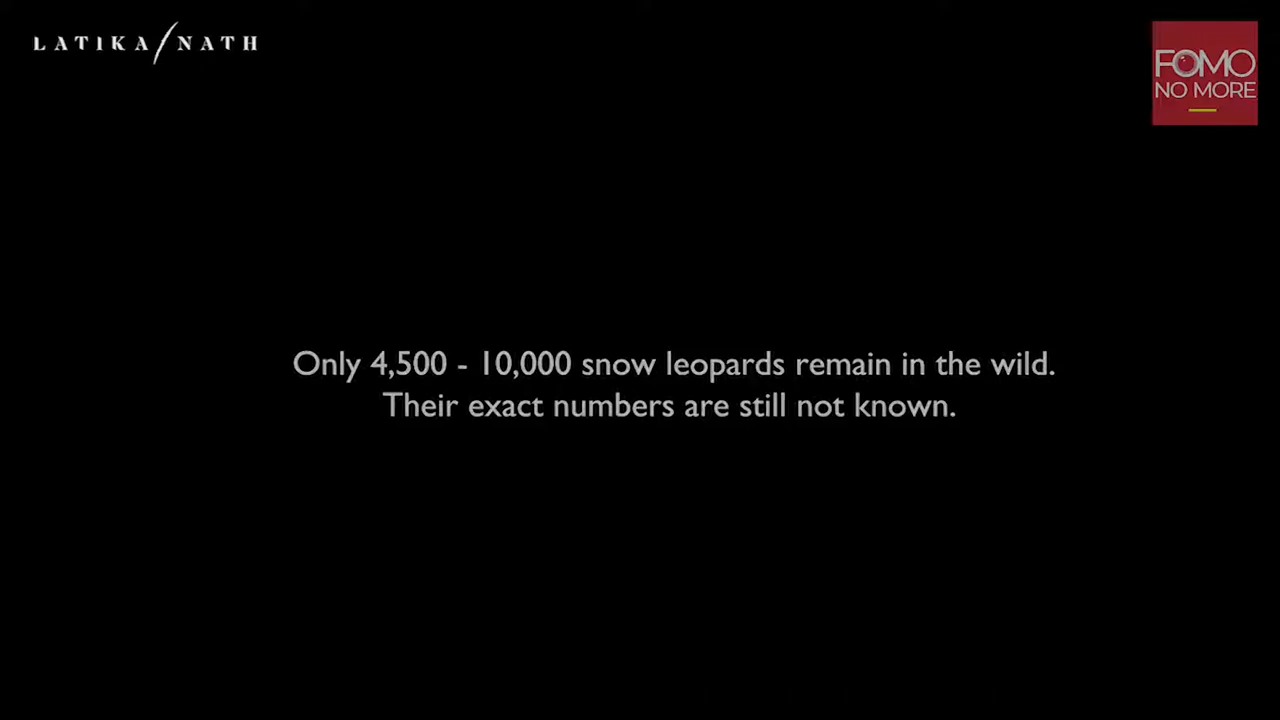 LATIKA/NATH
FOMO
NO MORE
Only 4,500 - 10,000 snow leopards remain in the wild.
Their exact numbers are still not known.